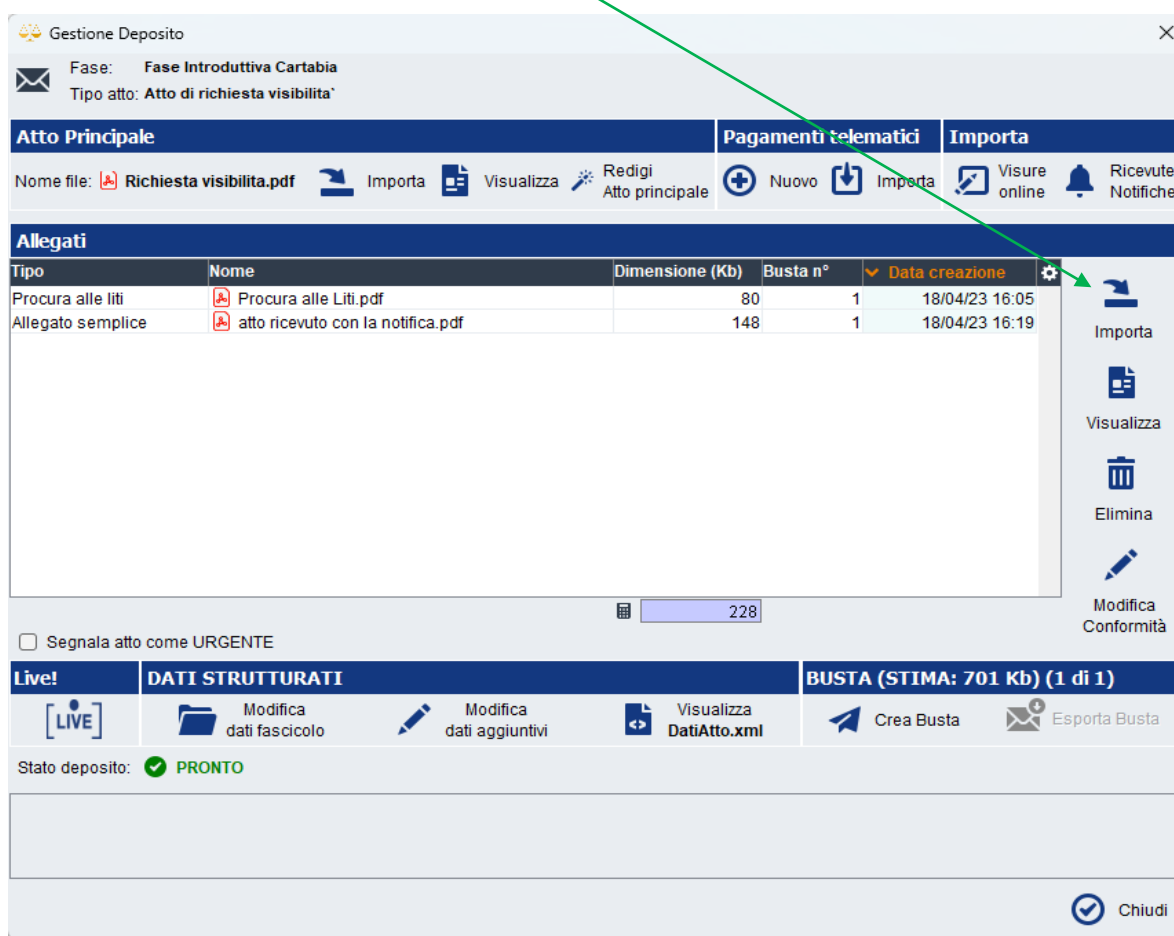 Gestione Deposito
Fase: Fase Introduttiva Cartabia
Tipo atto: Atto di richiesta visibilita`
Atto Principale Pagamenti telematici Importa
Nome file: Richiesta visibilita.pdf Importa Visualizza Redigi Atto principale Nuovo Importa Visure online Ricevute Notifiche
Allegati
Tipo Nome Dimensione (Kb) Busta n° Data creazione
Procura alle liti Procura alle Liti.pdf 80 1 18/04/23 16:05
Allegato semplice atto ricevuto con la notifica.pdf 148 1 18/04/23 16:19
Importa
Visualizza
Elimina
Modifica
Conformità
228
Segnala atto come URGENTE
Live! DATI STRUTTURATI BUSTA (STIMA: 701 Kb) (1 di 1)
LIVE Modifica dati fascicolo Modifica dati aggiuntivi Visualizza DatiAtto.xml Crea Busta Esporta Busta
Stato deposito: PRONTO
Chiudi